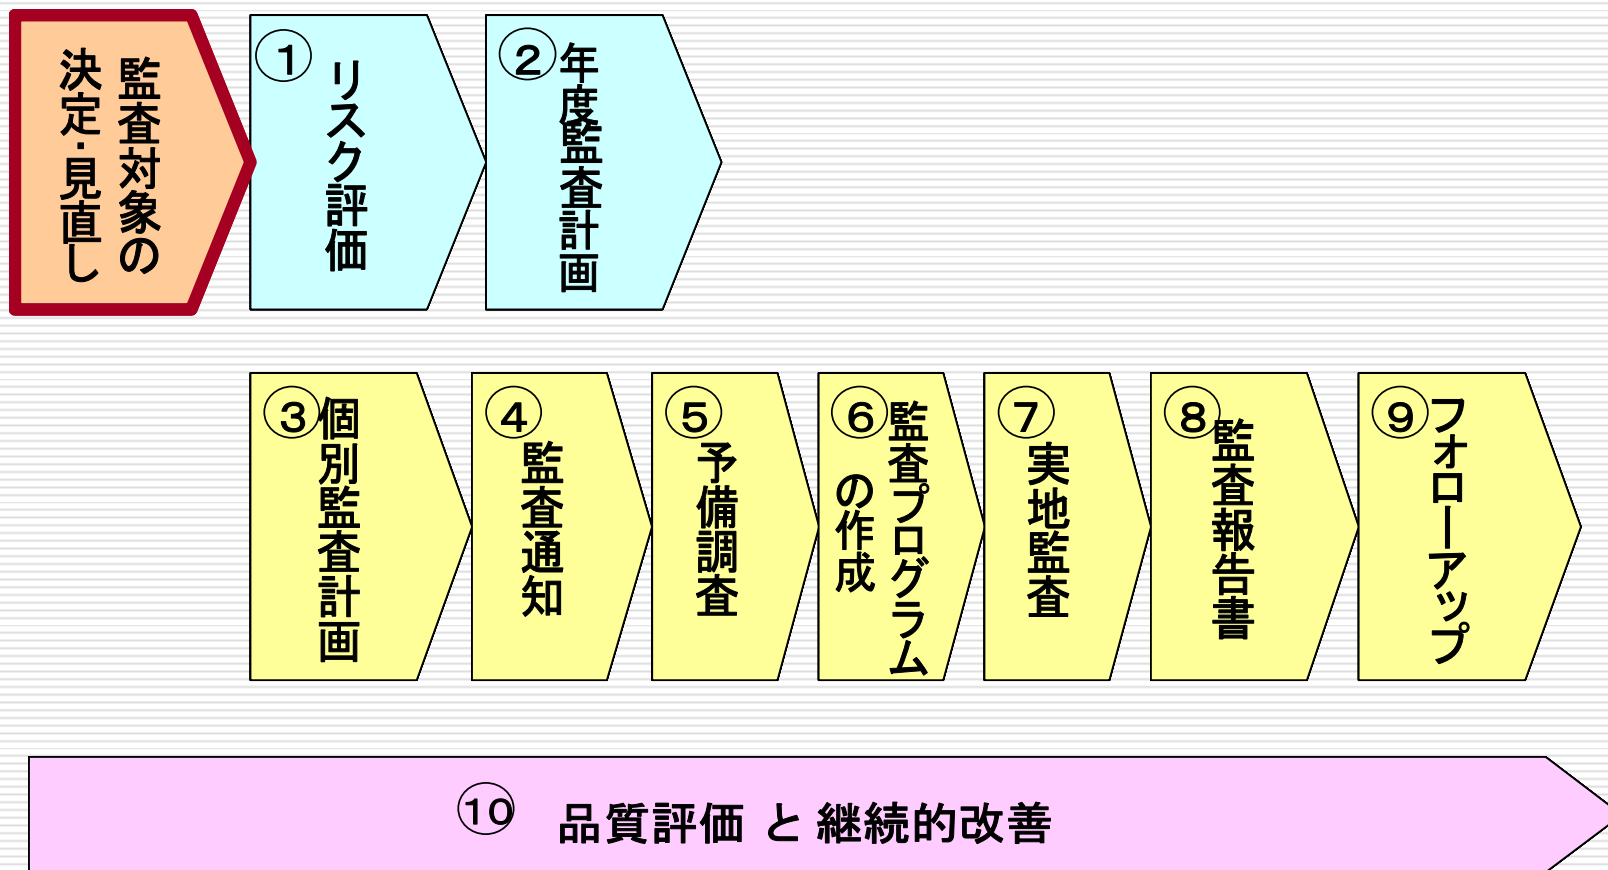 監査対象の
決定・見直し
① リスク評価
② 年度監査計画
③ 個別監査計画
④ 監査通知
⑤ 予備調査
⑥ 監査プログラム
の作成
⑦ 実地監査
⑧ 監査報告書
⑨ フォローアップ
⑩ 品質評価 と 継続的改善